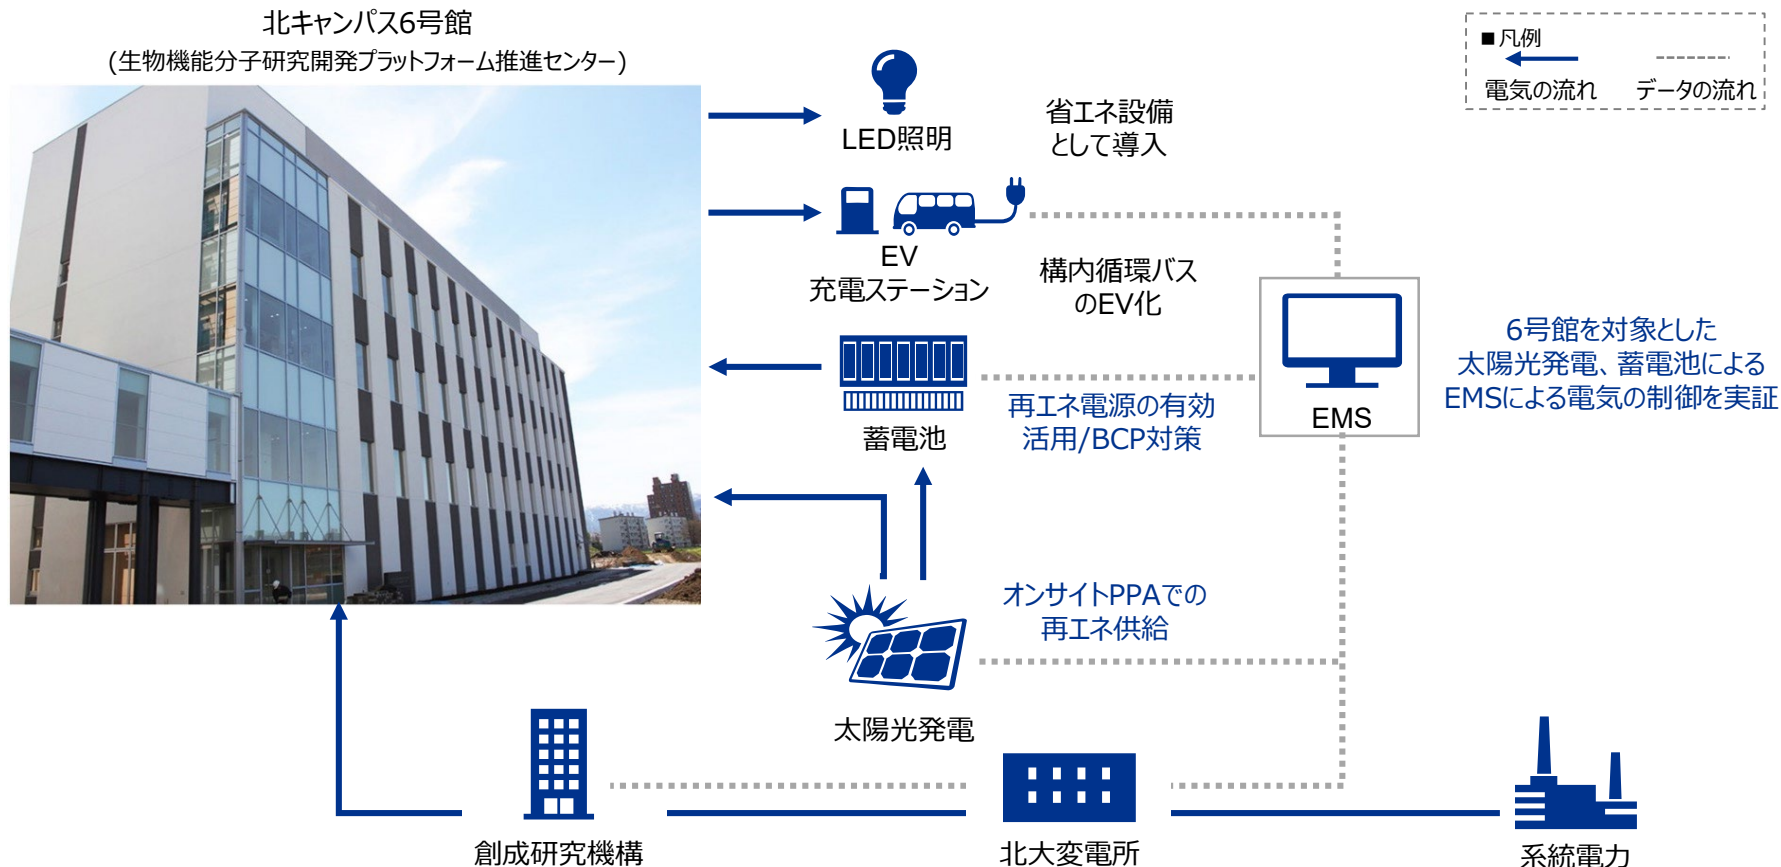 北キャンパス6号館
(生物機能分子研究開発プラットフォーム推進センター)
■凡例
電気の流れ
データの流れ
LED照明
省エネ設備
として導入
EV
充電ステーション
構内循環バス
のEV化
蓄電池
再エネ電源の有効
活用/BCP対策
EMS
6号館を対象とした
太陽光発電、蓄電池による
EMSによる電気の制御を実証
オンサイトPPAでの
再エネ供給
太陽光発電
創成研究機構
北大変電所
系統電力